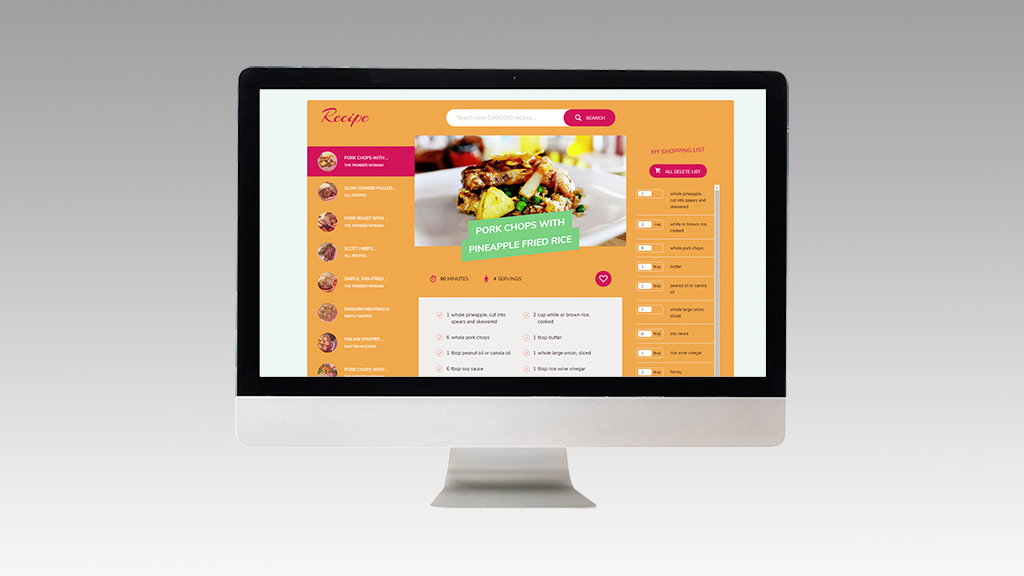 Recipe
Search over 1,000,000 recipes...
SEARCH
PORK CHOPS WITH ...
THE PIONEER WOMAN
SLOW COOKER PULLED ...
ALL RECIPES
PORK ROAST WITH ...
THE PIONEER WOMAN
SCOTT HIBB'S ...
ALL RECIPES
SIMPLE, PAN-FRIED ...
THE PIONEER WOMAN
SWEDISH MEATBALLS
SIMPLY RECIPES
ITALIAN STUFFED ...
SMITTEN KITCHEN
PORK CHOPS WITH ...
THE PIONEER WOMAN
PORK CHOPS WITH
PINEAPPLE FRIED RICE
90 MINUTES
4 SERVINGS
1 whole pineapple, cut into
spears and skewered
2 cup white or brown rice,
cooked
6 whole pork chops
1 tbsp butter
1 tbsp peanut oil or canola oil
1 whole large onion, sliced
6 tbsp soy sauce
1 tbsp rice wine vinegar
MY SHOPPING LIST
ALL DELETE LIST
1
whole pineapple,
cut into spears and
skewered
2
white or brown rice,
cooked
6
whole pork chops
1 tbsp
butter
1 tbsp
peanut oil or canola
oil
1
whole large onion,
sliced
6 tbsp
soy sauce
1 tbsp
rice wine vinegar
tbsp
honey